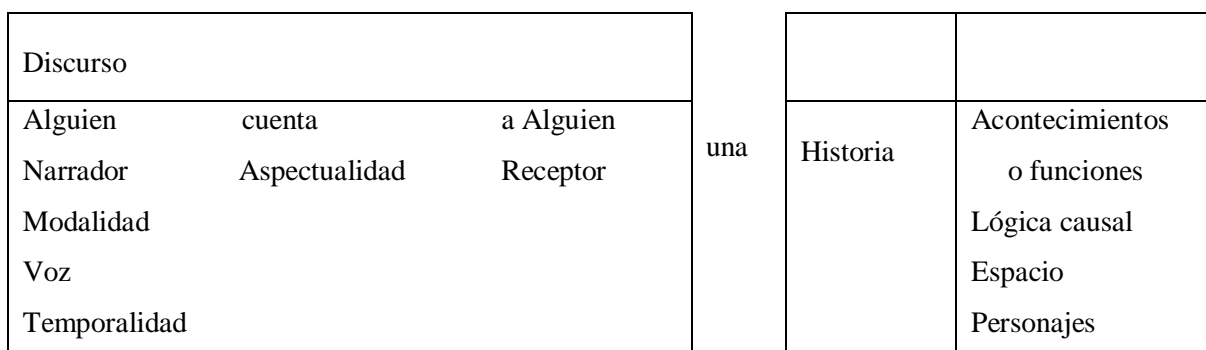 Discurso
Alguien cuenta a Alguien
Narrador Aspectualidad Receptor
Modalidad
Voz
Temporalidad
una
Historia
Acontecimientos
o funciones
Lógica causal
Espacio
Personajes